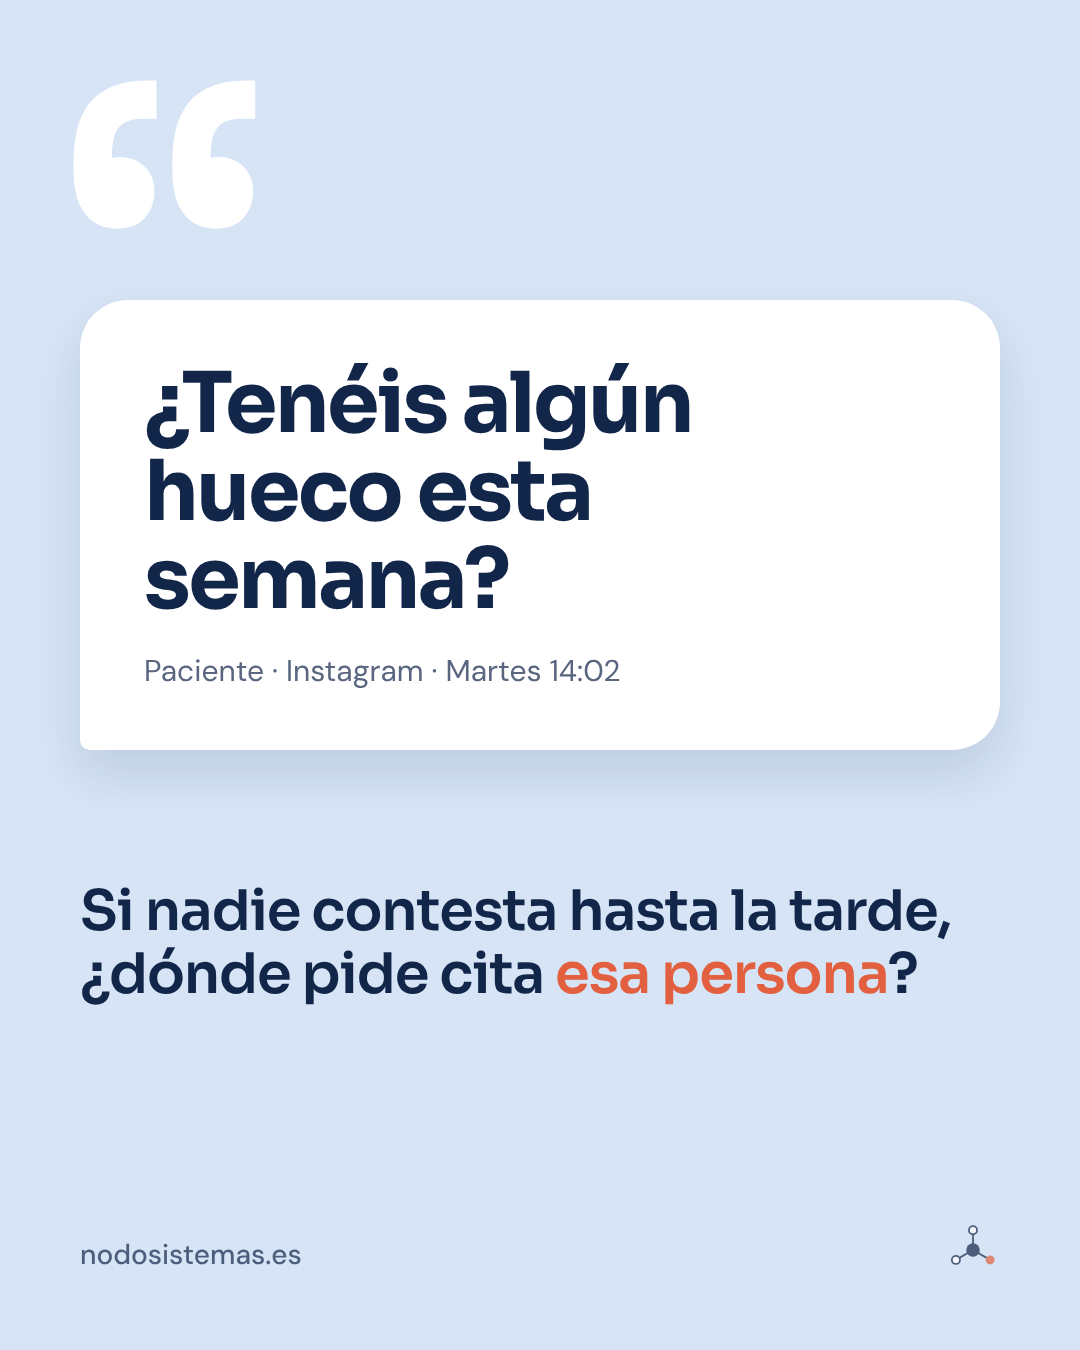 “
¿Tenéis algún
hueco esta
semana?
Paciente · Instagram · Martes 14:02
Si nadie contesta hasta la tarde,
¿dónde pide cita esa persona?
nodosistemas.es